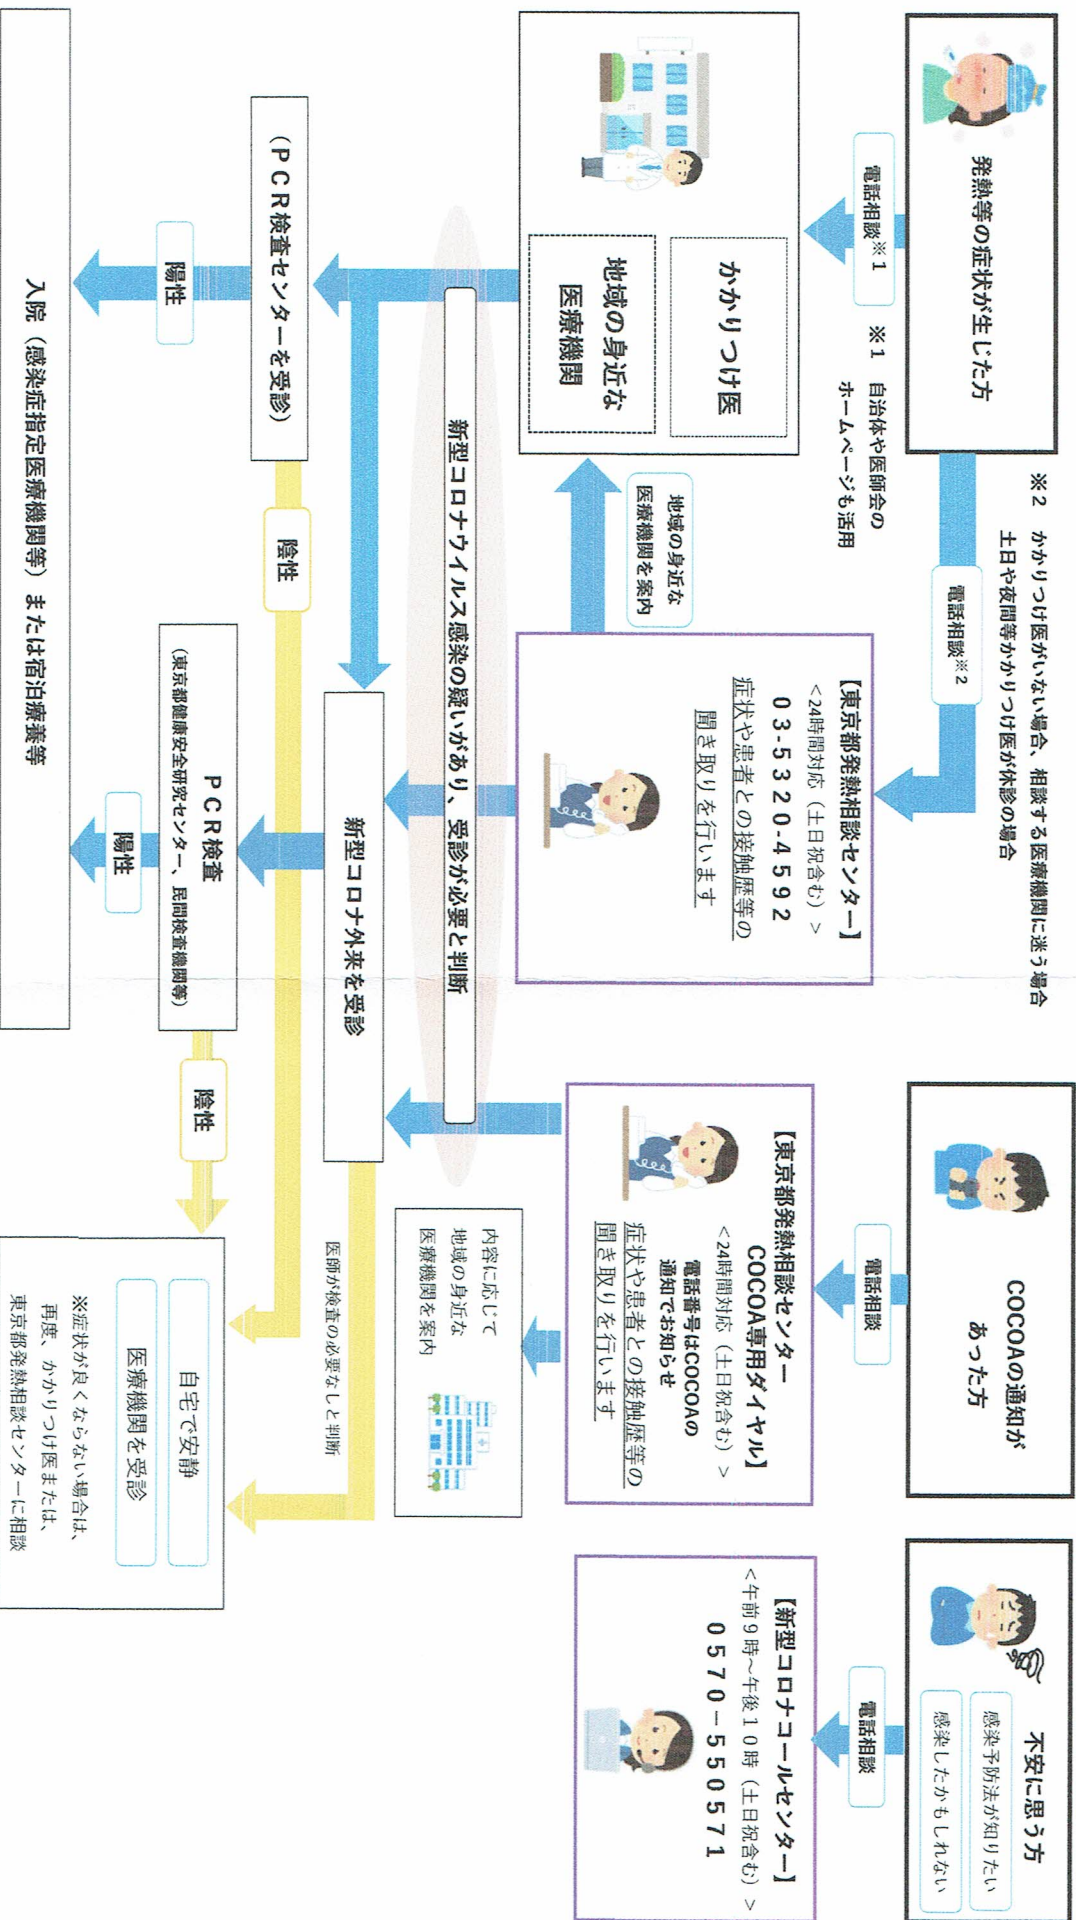 発熱等の症状が生じた方
※2　かかりつけ医がいない場合、相談する医療機関に迷う場合
土日や夜間等かかりつけ医が休診の場合
電話相談※1
※1　自治体や医師会の
ホームページも活用
電話相談※2
かかりつけ医
地域の身近な
医療機関
地域の身近な
医療機関を案内
【東京都発熱相談センター】
<24時間対応（土日祝含む）>
03-5320-4592
症状や患者との接触歴等の
聞き取りを行います
COCOAの通知が
あった方
電話相談
【東京都発熱相談センター
COCOA専用ダイヤル】
<24時間対応（土日祝含む）>
電話番号はCOCOAの
通知でお知らせ
症状や患者との接触歴等の
聞き取りを行います
不安に思う方
感染予防法が知りたい
感染したかもしれない
電話相談
【新型コロナコールセンター】
<午前9時～午後10時（土日祝含む）>
0570－550571
新型コロナウイルス感染の疑いがあり、受診が必要と判断
内容に応じて
地域の身近な
医療機関を案内
（PCR検査センターを受診）
新型コロナ外来を受診
医師が検査の必要なしと判断
陰性
陽性
PCR検査
（東京都健康安全研究センター、民間検査機関等）
陰性
陽性
自宅で安静
医療機関を受診
※症状が良くならない場合は、
再度、かかりつけ医または、
東京都発熱相談センターに相談
入院（感染症指定医療機関等）または宿泊療養等